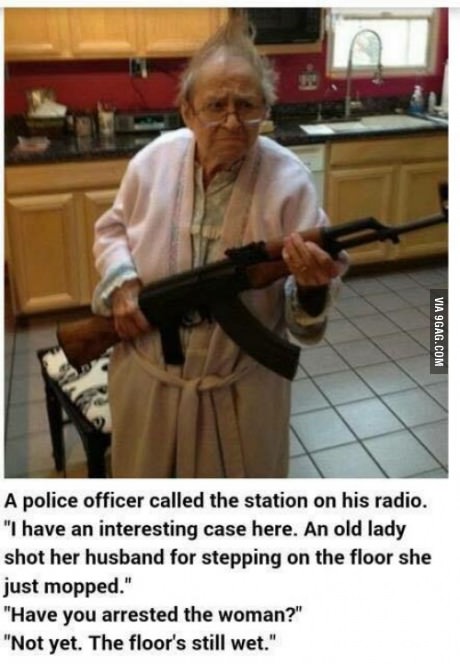 VIA 9GAG.COM
A police officer called the station on his radio.
"I have an interesting case here. An old lady
shot her husband for stepping on the floor she
just mopped."
"Have you arrested the woman?"
"Not yet. The floor's still wet."